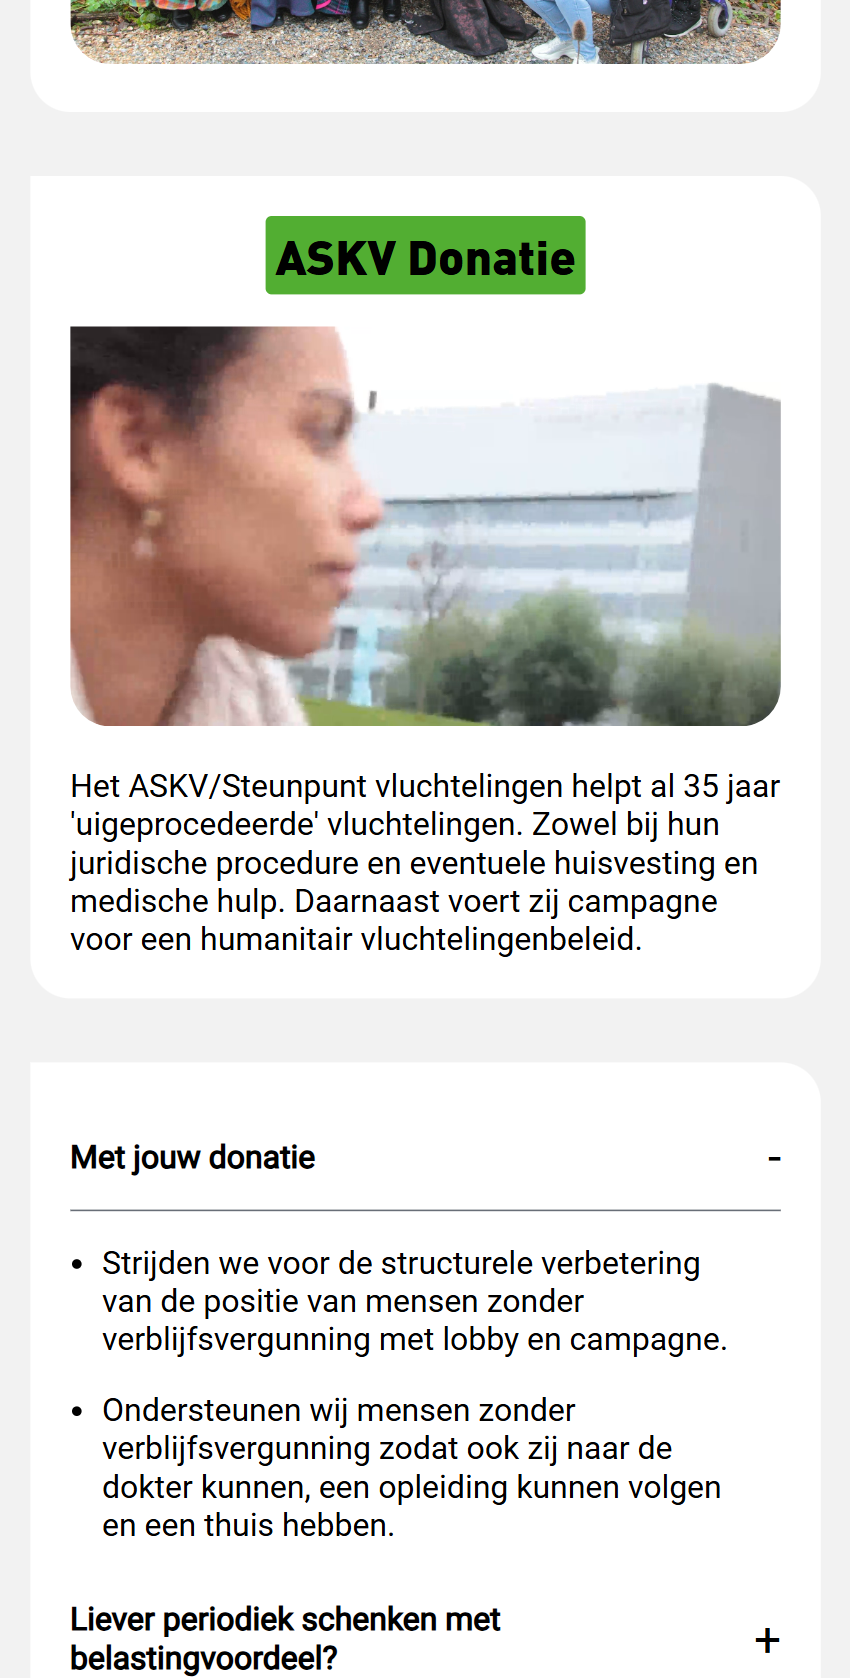 ASKV Donatie
Het ASKV/Steunpunt vluchtelingen helpt al 35 jaar
'uigeprocedeerde' vluchtelingen. Zowel bij hun
juridische procedure en eventuele huisvesting en
medische hulp. Daarnaast voert zij campagne
voor een humanitair vluchtelingenbeleid.
Met jouw donatie -
• Strijden we voor de structurele verbetering
van de positie van mensen zonder
verblijfsvergunning met lobby en campagne.
• Ondersteunen wij mensen zonder
verblijfsvergunning zodat ook zij naar de
dokter kunnen, een opleiding kunnen volgen
en een thuis hebben.
Liever periodiek schenken met
belastingvoordeel? +